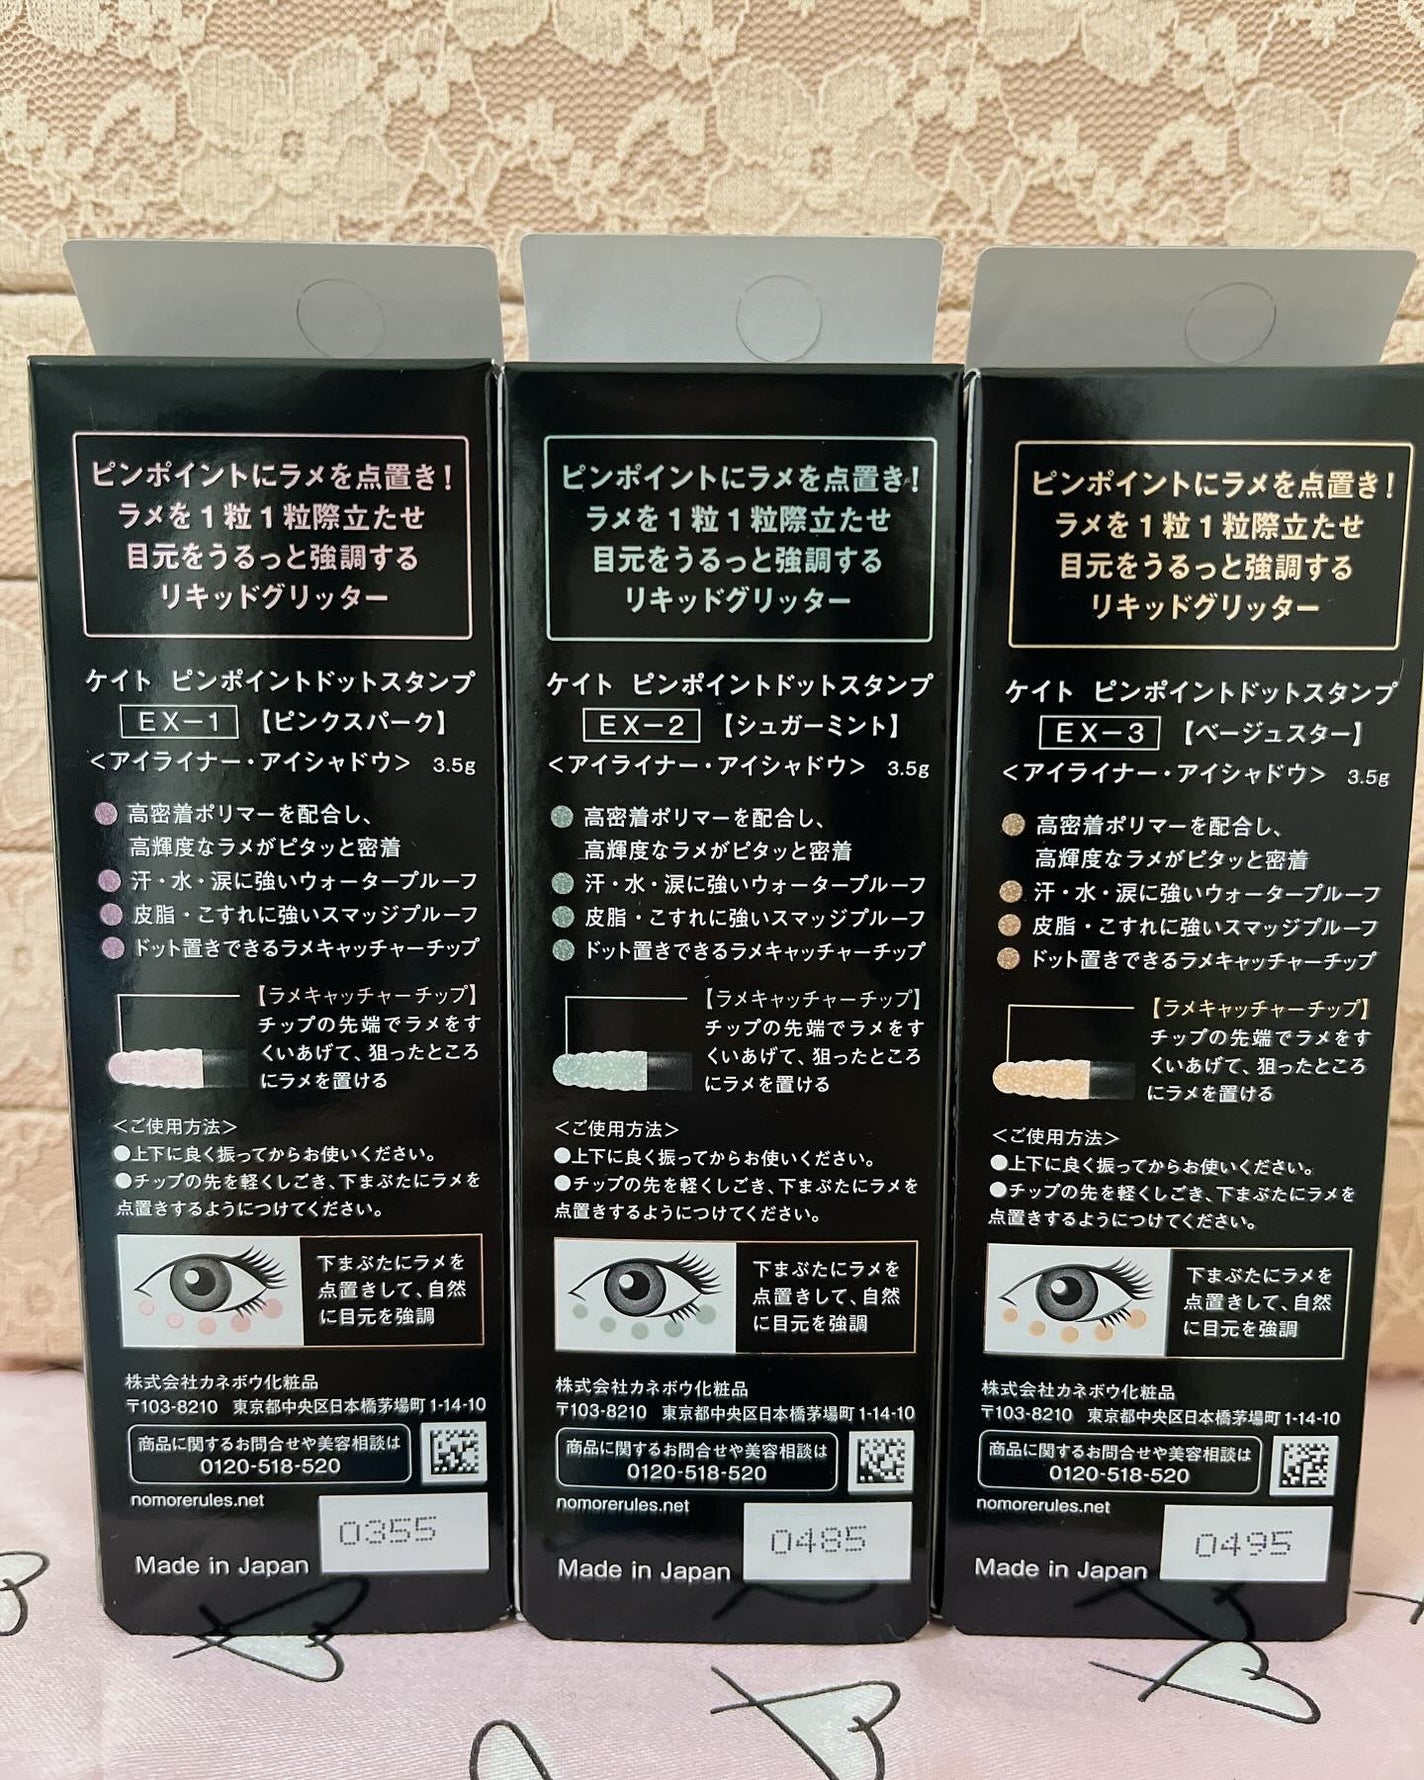 ピンポイントにラメを点置き!
ラメを1粒1粒際立たせ
目元をうるっと強調する
リキッドグリッター
ケイト ピンポイントドットスタンプ
EX-1 【ピンクスパーク】
<アイライナー・アイシャドウ> 3.5g
高密着ポリマーを配合し、
高輝度なラメがピタッと密着
汗・水・涙に強いウォータープルーフ
皮脂・こすれに強いスマッジプルーフ
ドット置きできるラメキャッチャーチップ
【ラメキャッチャーチップ】
チップの先端でラメをす
くいあげて、狙ったところ
にラメを置ける
<ご使用方法>
●上下に良く振ってからお使いください。
●チップの先を軽くしごき、下まぶたにラメを
点置きするようにつけてください。
下まぶたにラメを
点置きして、自然
に目元を強調
株式会社カネボウ化粧品
〒103-8210 東京都中央区日本橋茅場町1-14-10
商品に関するお問合せや美容相談は
0120-518-520
nomorerules.net
0355
Made in Japan
ピンポイントにラメを点置き!
ラメを1粒1粒際立たせ
目元をうるっと強調する
リキッドグリッター
ケイト ピンポイントドットスタンプ
EX-2 【シュガーミント】
<アイライナー・アイシャドウ> 3.5g
高密着ポリマーを配合し、
高輝度なラメがピタッと密着
汗・水・涙に強いウォータープルーフ
皮脂・こすれに強いスマッジプルーフ
ドット置きできるラメキャッチャーチップ
【ラメキャッチャーチップ】
チップの先端でラメをす
くいあげて、狙ったところ
にラメを置ける
<ご使用方法>
●上下に良く振ってからお使いください。
●チップの先を軽くしごき、下まぶたにラメを
点置きするようにつけてください。
下まぶたにラメを
点置きして、自然
に目元を強調
株式会社カネボウ化粧品
〒103-8210 東京都中央区日本橋茅場町1-14-10
商品に関するお問合せや美容相談は
0120-518-520
nomorerules.net
0485
Made in Japan
ピンポイントにラメを点置き!
ラメを1粒1粒際立たせ
目元をうるっと強調する
リキッドグリッター
ケイト ピンポイントドットスタンプ
EX-3 【ベージュスター】
<アイライナー・アイシャドウ> 3.5g
高密着ポリマーを配合し、
高輝度なラメがピタッと密着
汗・水・涙に強いウォータープルーフ
皮脂・こすれに強いスマッジプルーフ
ドット置きできるラメキャッチャーチップ
【ラメキャッチャーチップ】
チップの先端でラメをす
くいあげて、狙ったところ
にラメを置ける
<ご使用方法>
●上下に良く振ってからお使いください。
●チップの先を軽くしごき、下まぶたにラメを
点置きするようにつけてください。
下まぶたにラメを
点置きして、自然
に目元を強調
株式会社カネボウ化粧品
〒103-8210 東京都中央区日本橋茅場町1-14-10
商品に関するお問合せや美容相談は
0120-518-520
nomorerules.net
0495
Made in Japan